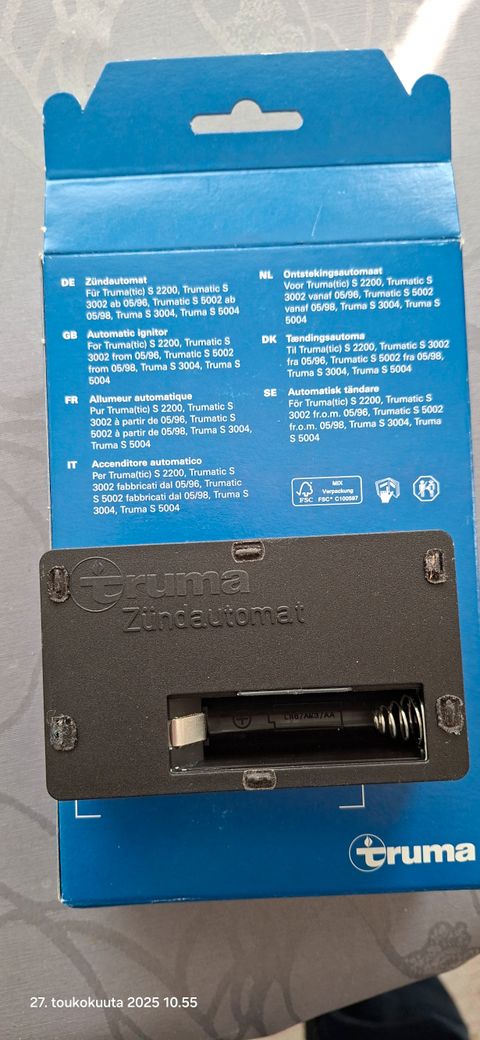 DE Zündautomat
Für Truma(tic) S 2200, Trumatic S
3002 ab 05/96, Trumatic S 5002 ab
05/98, Truma S 3004, Truma S 5004
GB Automatic ignitor
For Truma(tic) S 2200, Trumatic S
3002 from 05/96, Trumatic S 5002
from 05/98, Truma S 3004, Truma S
5004
FR Allumeur automatique
Pur Truma(tic) S 2200, Trumatic S
3002 à partir de 05/96, Trumatic S
5002 à partir de 05/98, Truma S 3004,
Truma S 5004
IT Accenditore automatico
Per Truma(tic) S 2200, Trumatic S
3002 fabbricati dal 05/96, Trumatic
S 5002 fabbricati dal 05/98, Truma S
3004, Truma S 5004
NL Ontstekingsautomaat
Voor Truma(tic) S 2200, Trumatic S
3002 vanaf 05/96, Trumatic S 5002
vanaf 05/98, Truma S 3004, Truma S
5004
DK Tændingsautoma
Til Truma(tic) S 2200, Trumatic S 3002
fra 05/96, Trumatic S 5002 fra 05/98,
Truma S 3004, Truma S 5004
SE Automatisk tändare
För Truma(tic) S 2200, Trumatic S
3002 fr.o.m. 05/96, Trumatic S 5002
fr.o.m. 05/98, Truma S 3004, Truma
S 5004
FSC
MIX
Verpackung
FSC® C100597
truma
Zündautomat
LR6/AM3/AA
truma
27. toukokuuta 2025 10.55